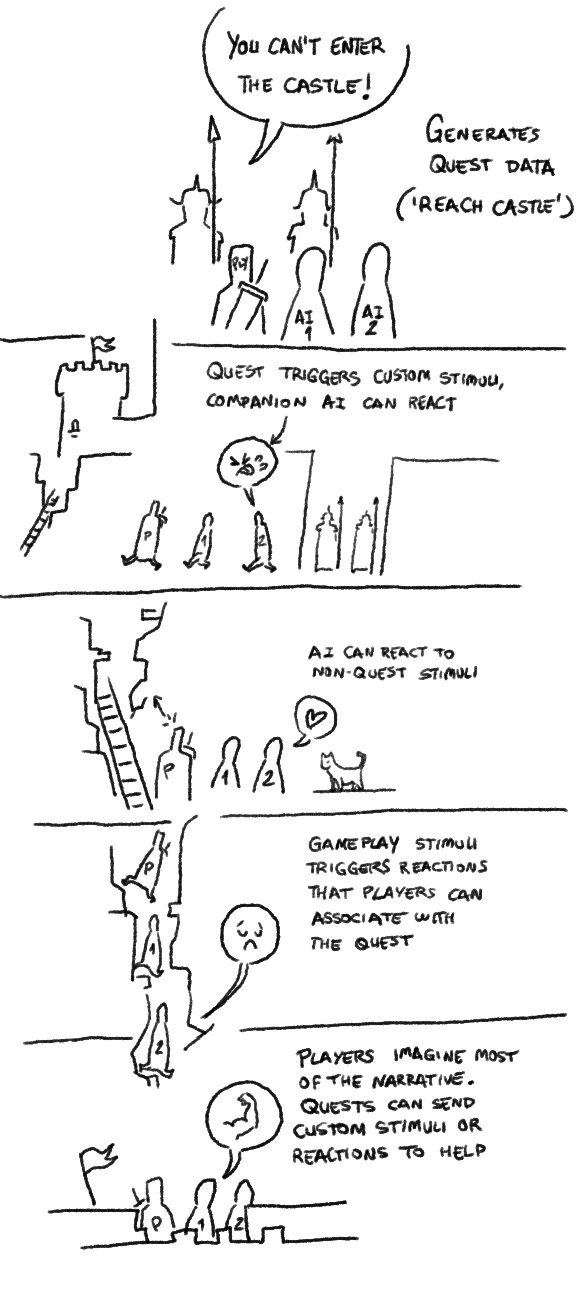 YOU CAN'T ENTER
THE CASTLE!
GENERATES
QUEST DATA
('REACH CASTLE')
PLY
AI
1
AI
2
QUEST TRIGGERS CUSTOM STIMULI,
COMPANION AI CAN REACT
P
1
2
AI CAN REACT TO
NON-QUEST STIMULI
P
1
2
GAMEPLAY STIMULI
TRIGGERS REACTIONS
THAT PLAYERS CAN
ASSOCIATE WITH
THE QUEST
P
1
2
PLAYERS IMAGINE MOST
OF THE NARRATIVE.
QUESTS CAN SEND
CUSTOM STIMULI OR
REACTIONS TO HELP
P
1
2